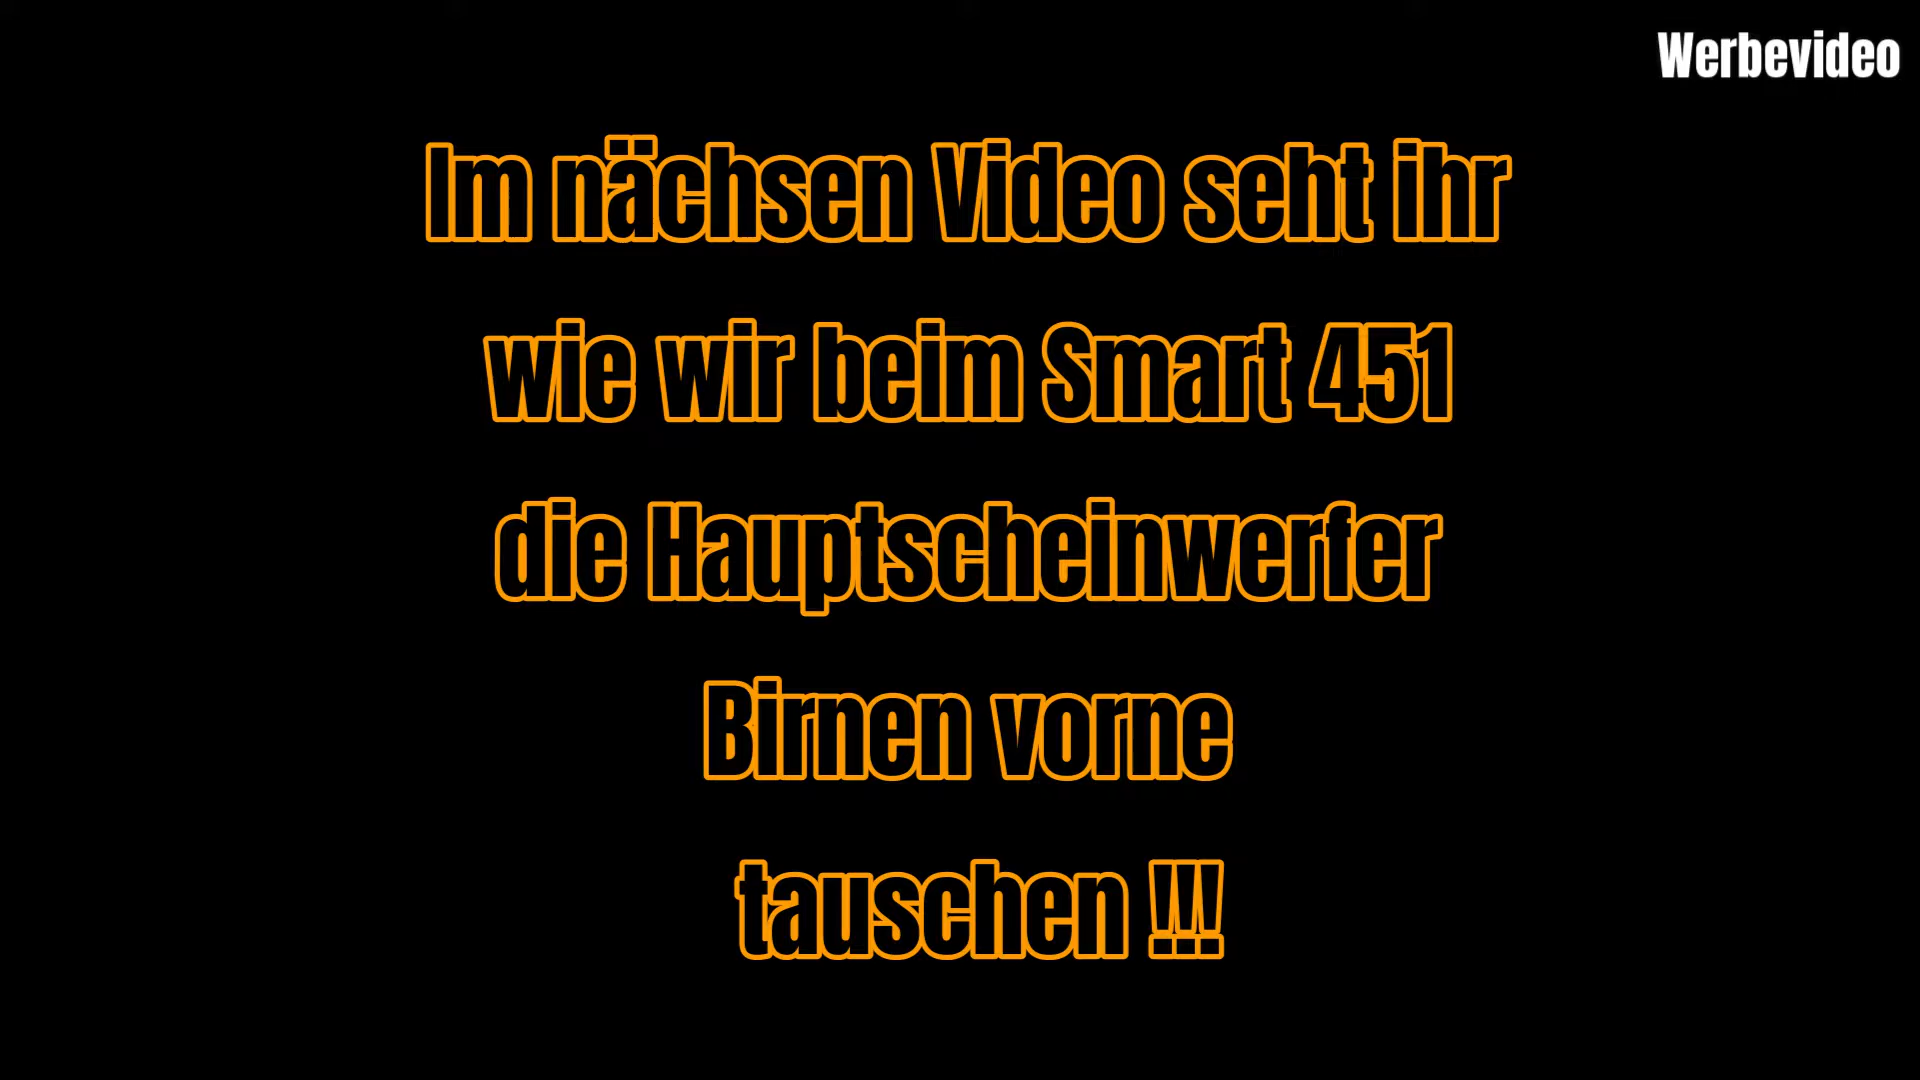 Werbevideo
Im nächsen Video seht ihr
wie wir beim Smart 451
die Hauptscheinwerfer
Birnen vorne
tauschen !!!